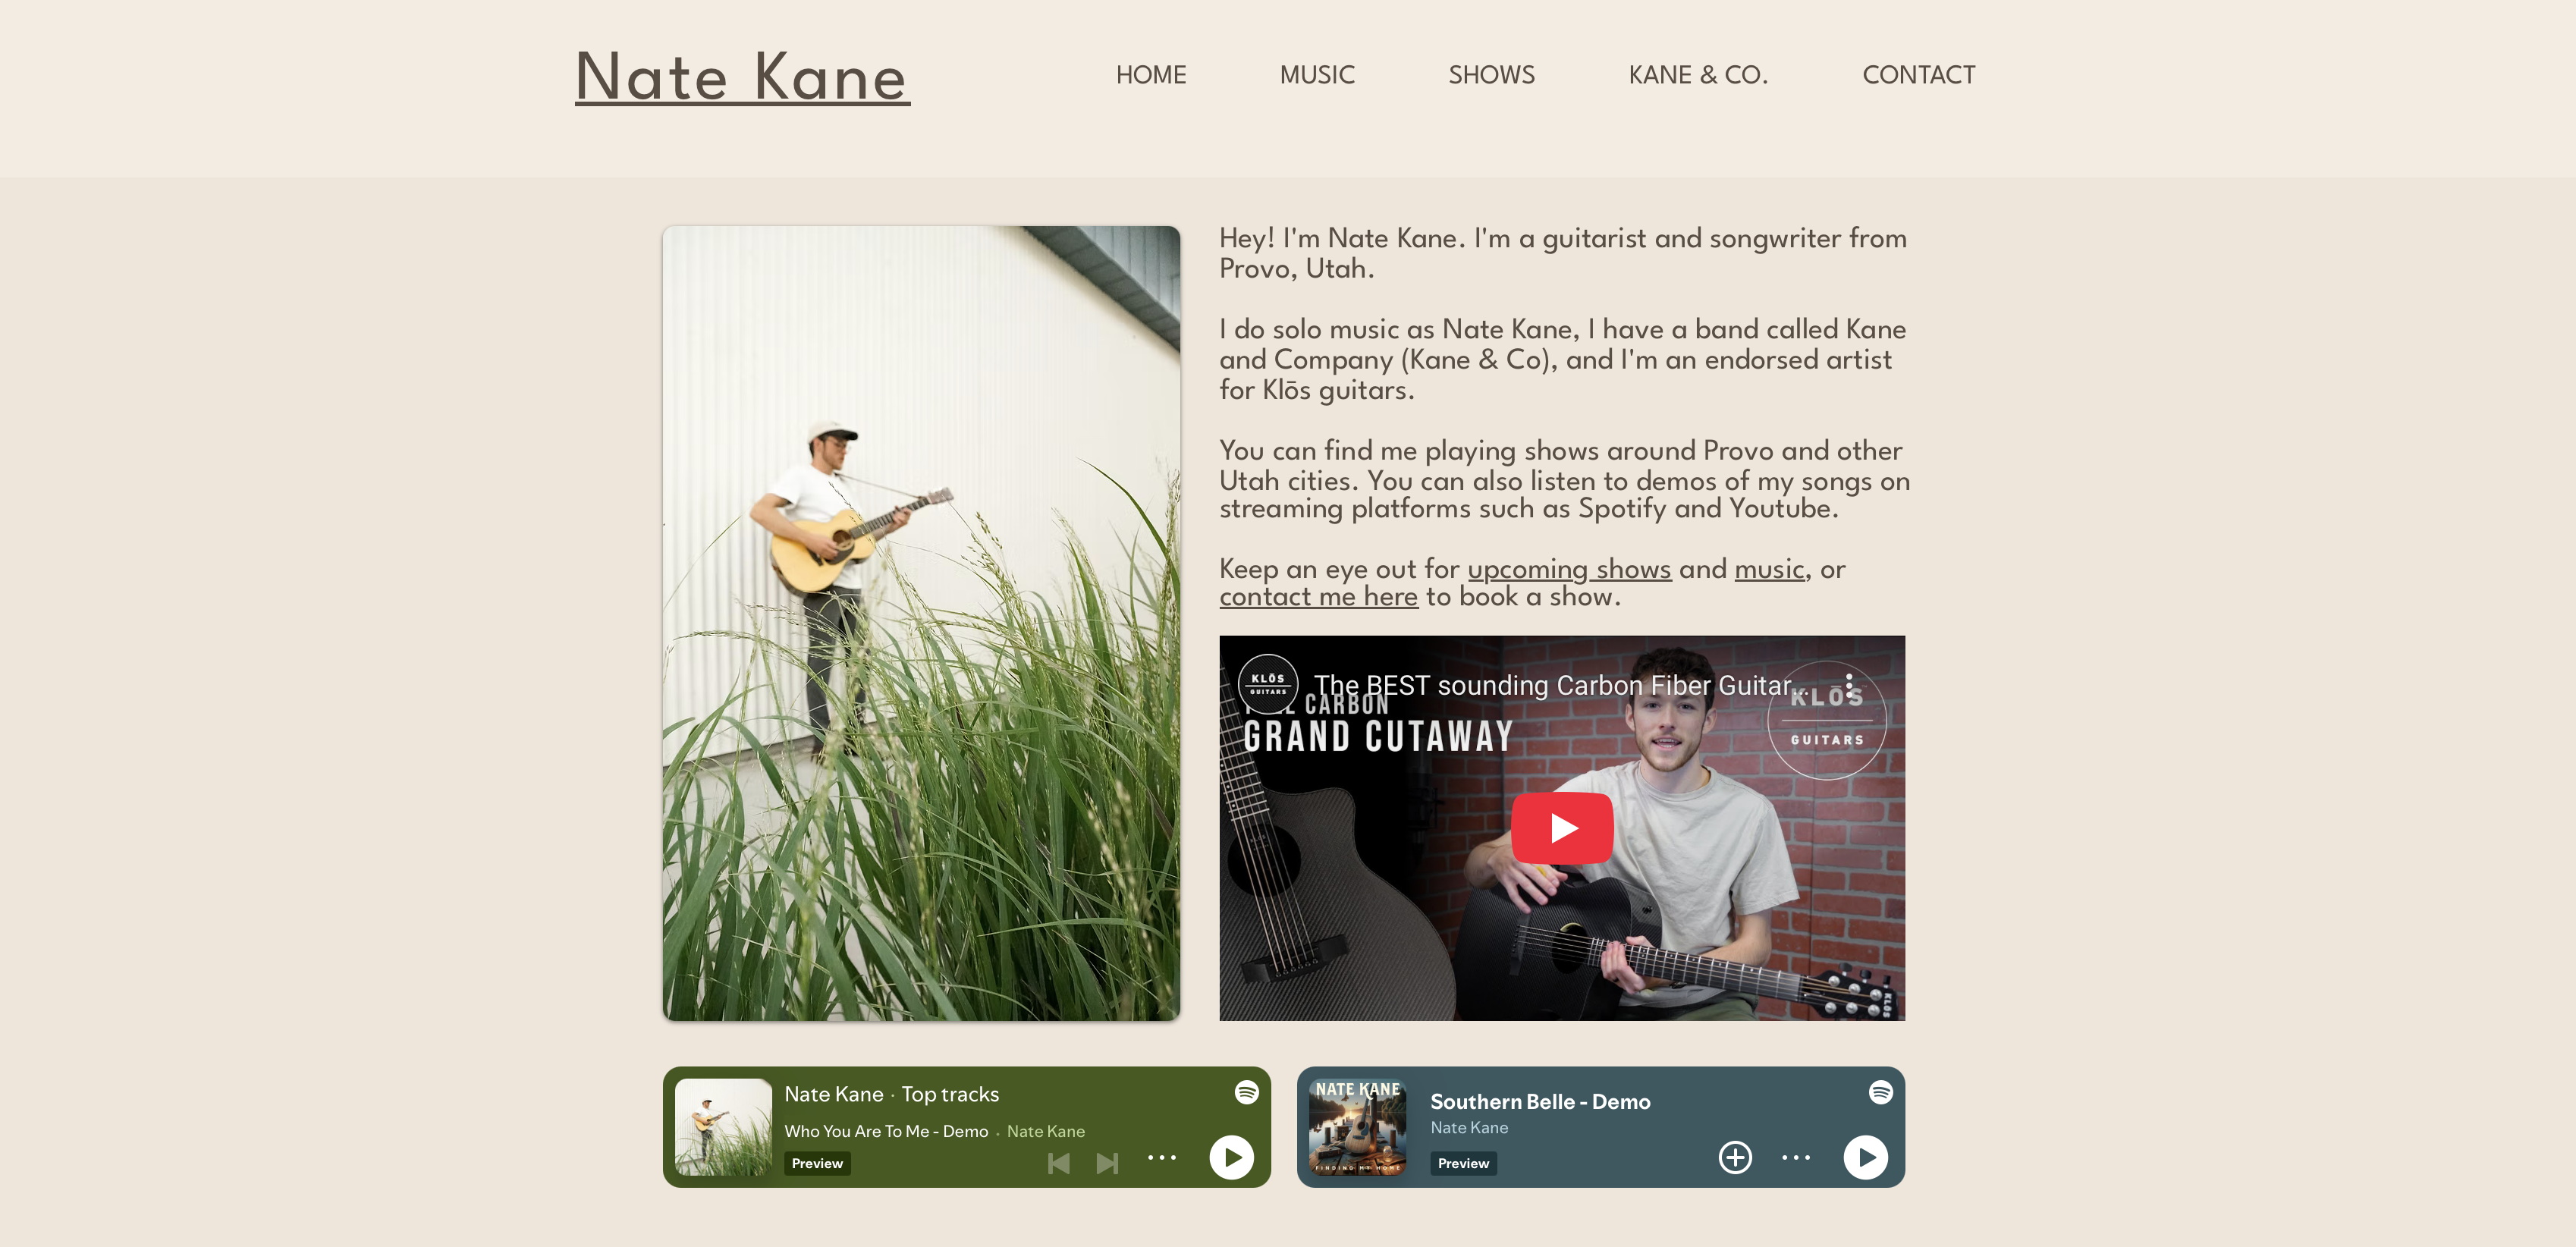 Nate Kane
HOME
MUSIC
SHOWS
KANE & CO.
CONTACT
Hey! I'm Nate Kane. I'm a guitarist and songwriter from
Provo, Utah.
I do solo music as Nate Kane, I have a band called Kane
and Company (Kane & Co), and I'm an endorsed artist
for Klōs guitars.
You can find me playing shows around Provo and other
Utah cities. You can also listen to demos of my songs on
streaming platforms such as Spotify and Youtube.
Keep an eye out for upcoming shows and music, or
contact me here to book a show.
KLŌS
GUITARS
The BEST sounding Carbon Fiber Guitar...
CARBON
GRAND CUTAWAY
KLŌS
GUITARS
KLŌS
Nate Kane · Top tracks
Who You Are To Me - Demo · Nate Kane
Preview
NATE KANE
FINDING MY HOME
Southern Belle - Demo
Nate Kane
Preview